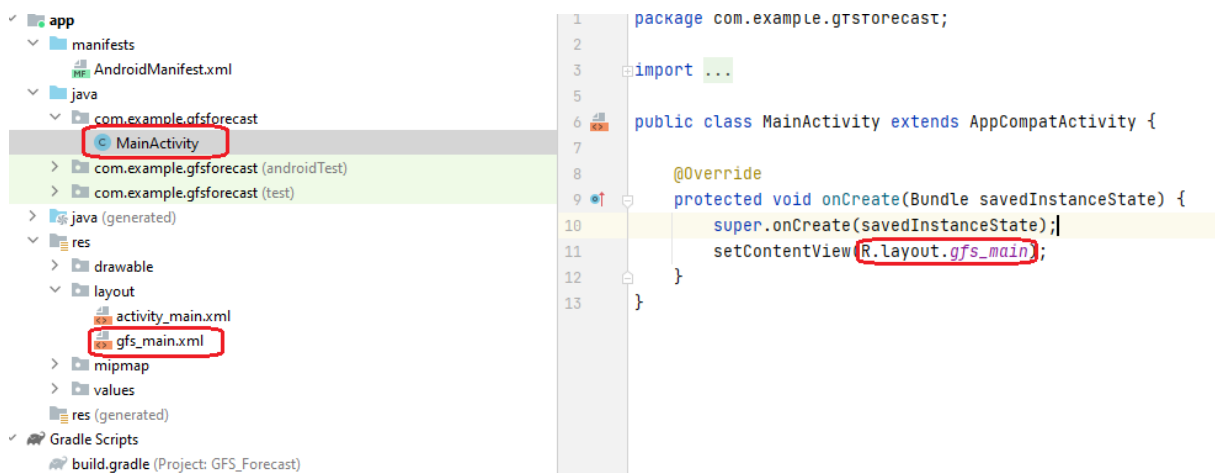 app
manifests
AndroidManifest.xml
java
com.example.gfsforecast
MainActivity
com.example.gfsforecast (androidTest)
com.example.gfsforecast (test)
java (generated)
res
drawable
layout
activity_main.xml
gfs_main.xml
mipmap
values
res (generated)
Gradle Scripts
build.gradle (Project: GFS_Forecast)
1 package com.example.gfsforecast;
2
3 import ...
5
6 public class MainActivity extends AppCompatActivity {
7
8 @Override
9 protected void onCreate(Bundle savedInstanceState) {
10 super.onCreate(savedInstanceState);
11 setContentView(R.layout.gfs_main);
12 }
13 }